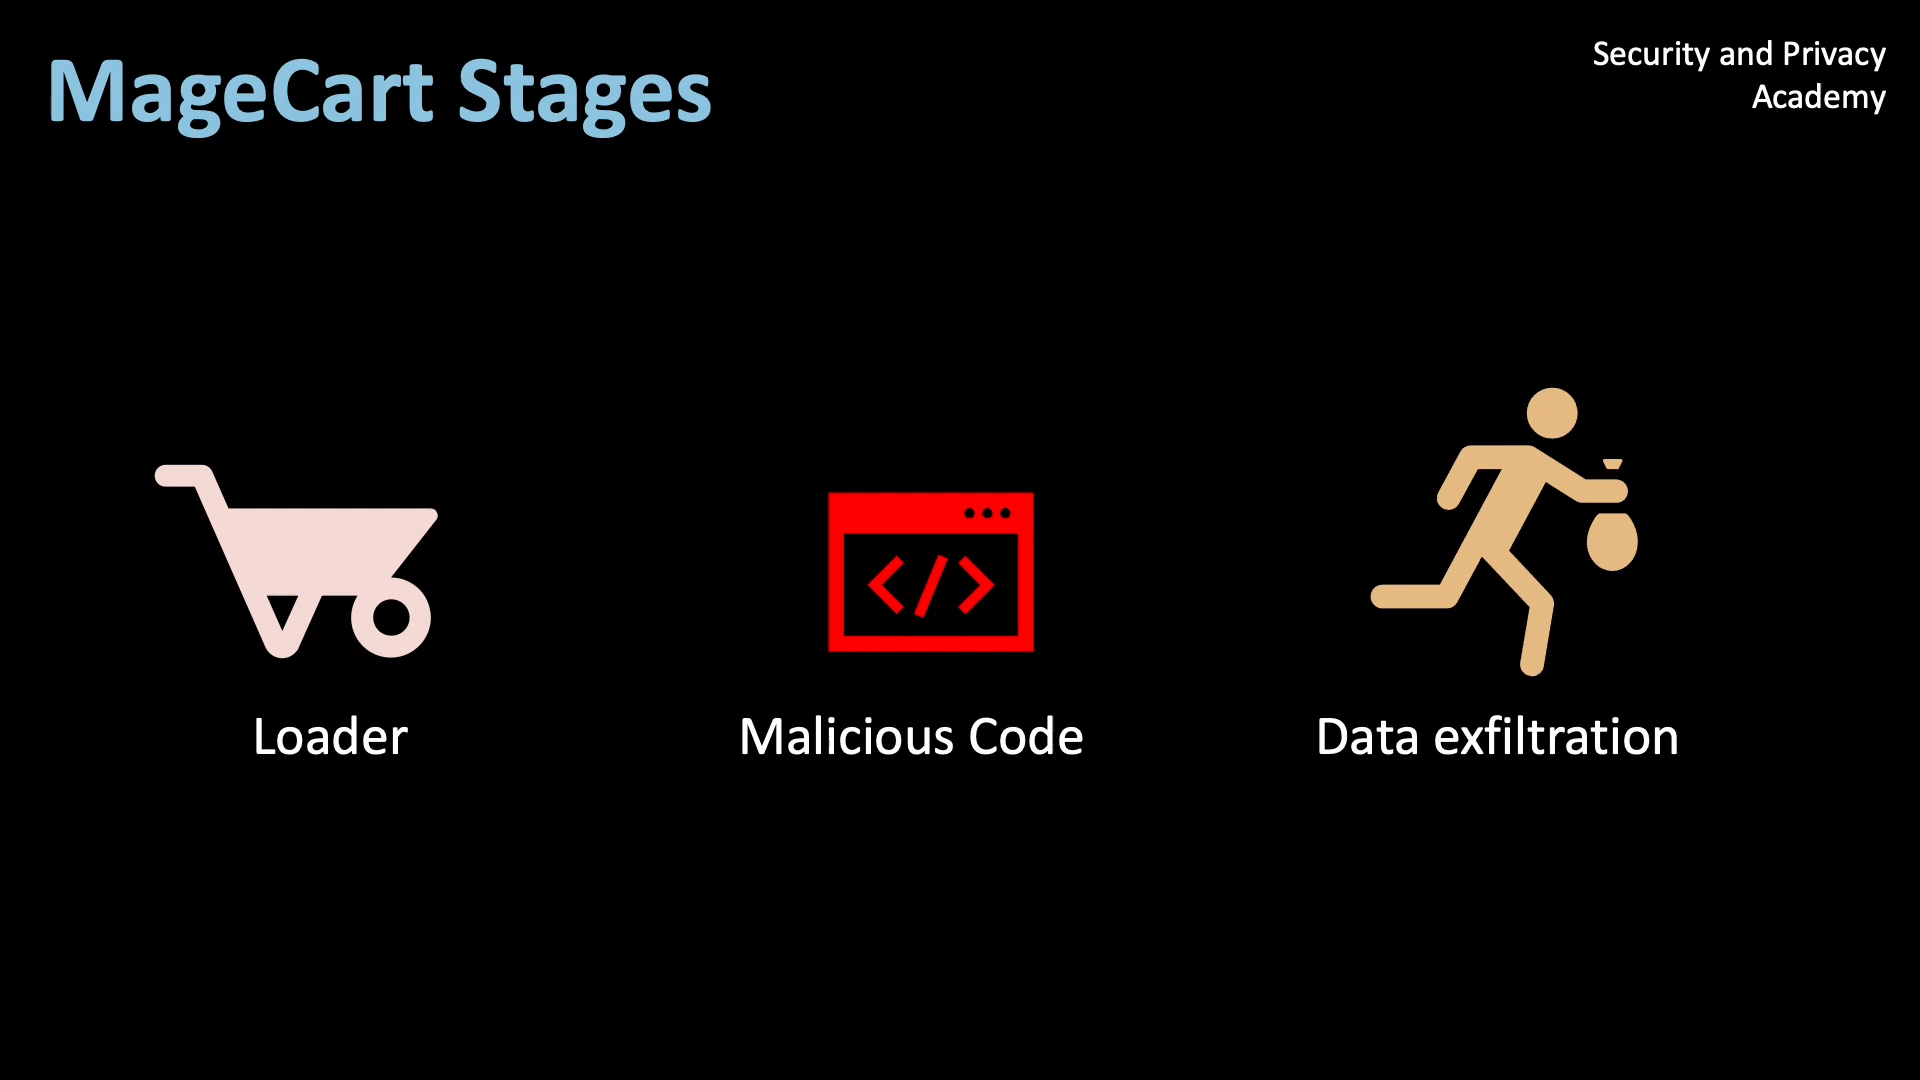 MageCart Stages
Security and Privacy
Academy
</>
Loader
Malicious Code
Data exfiltration